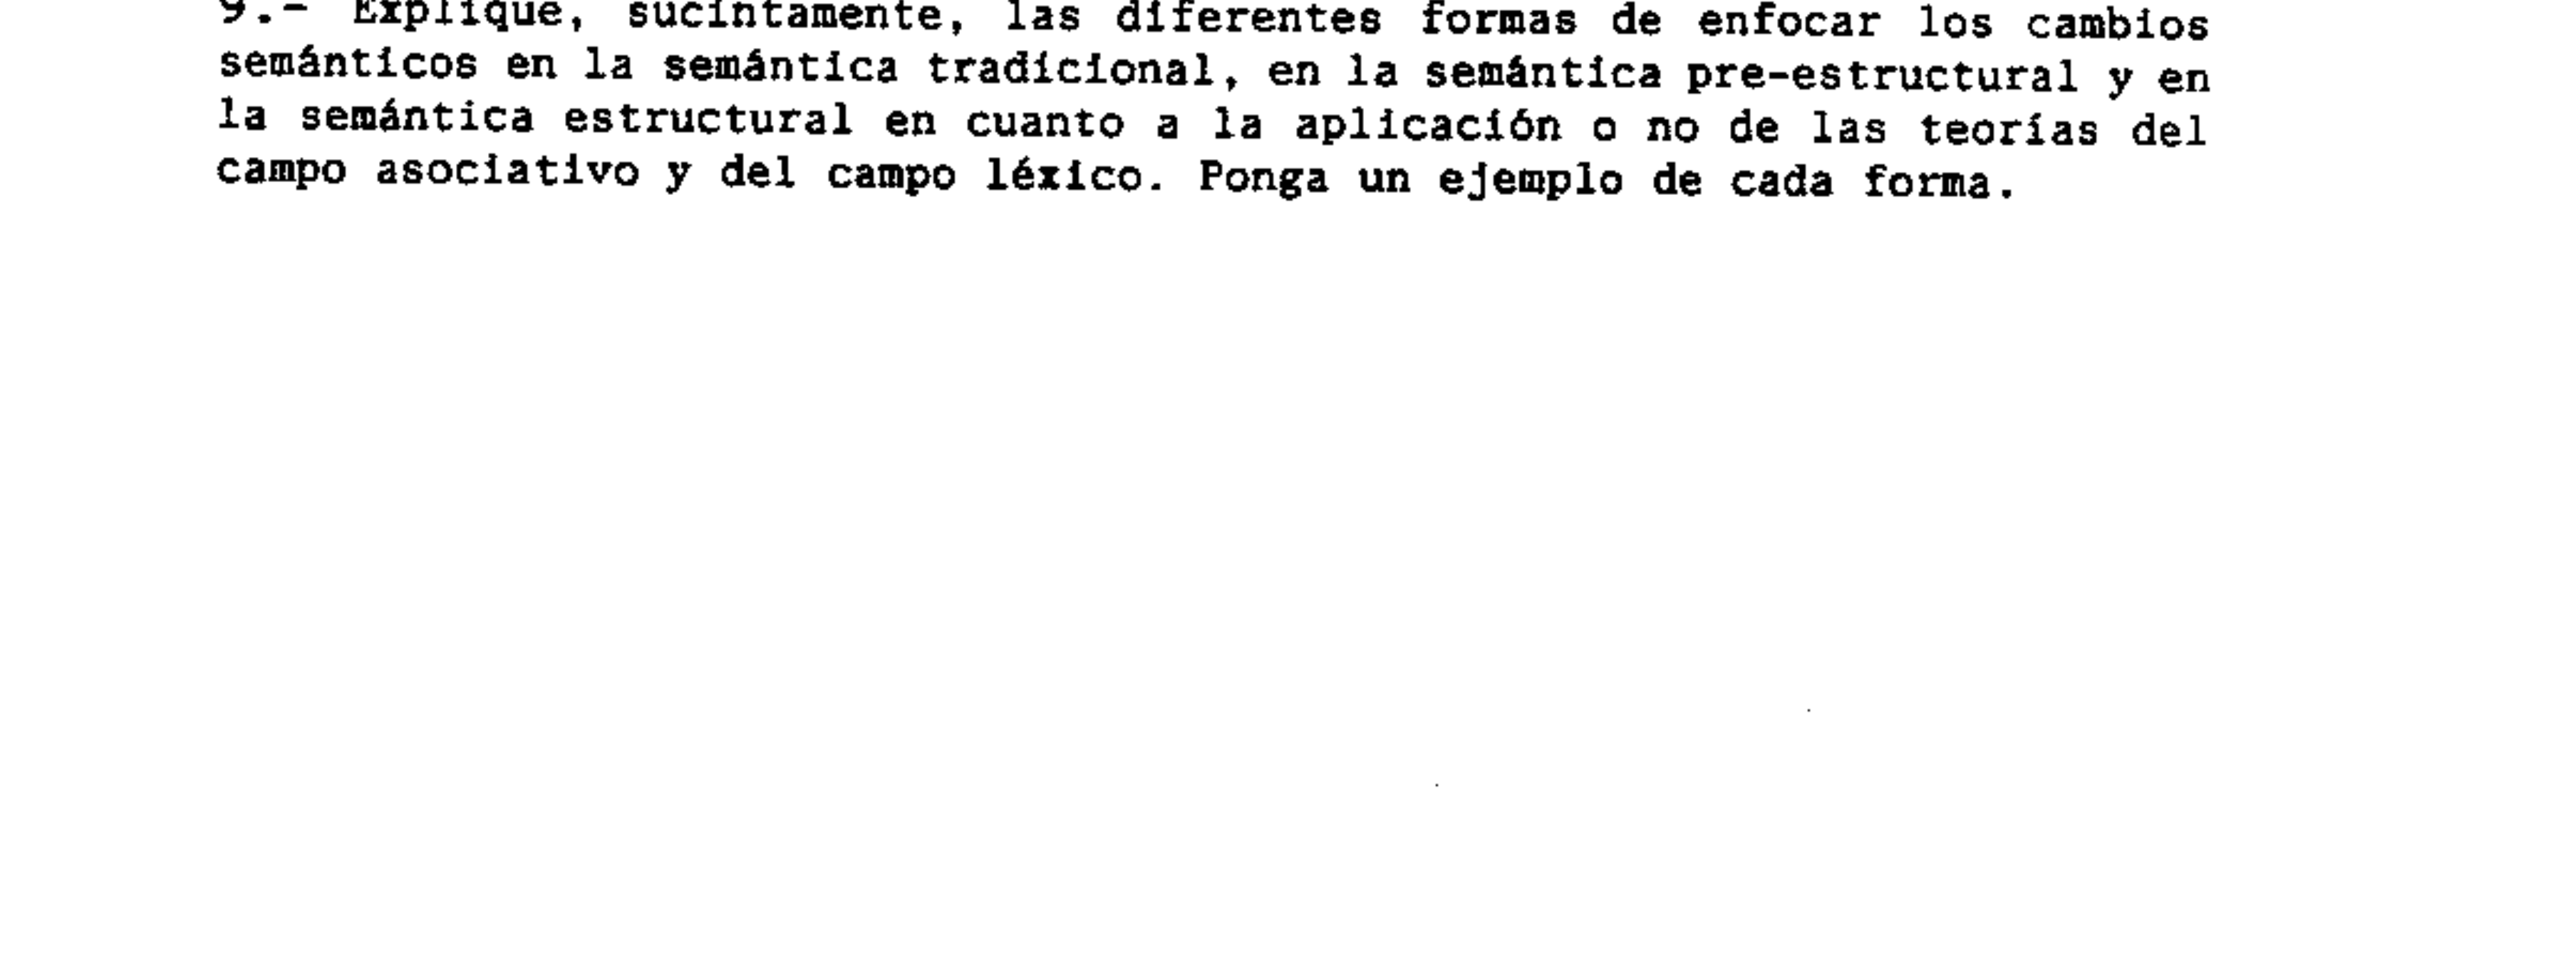 9.- Explique, sucintamente, las diferentes formas de enfocar los cambios
semánticos en la semántica tradicional, en la semántica pre-estructural y en
la semántica estructural en cuanto a la aplicación o no de las teorías del
campo asociativo y del campo léxico. Ponga un ejemplo de cada forma.